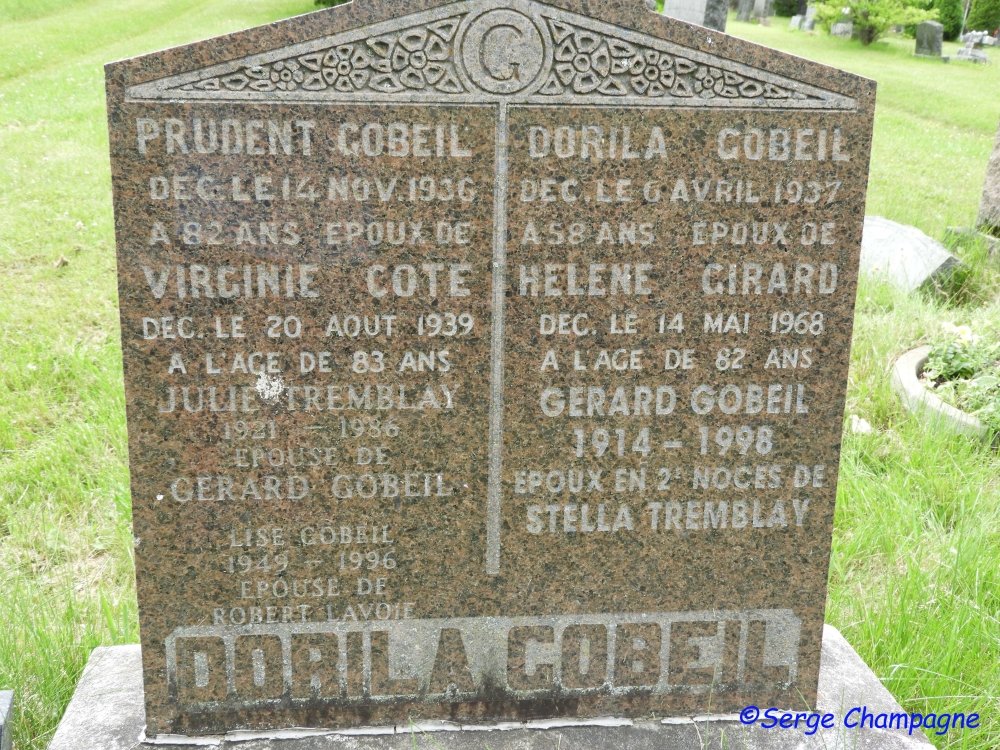 G
PRUDENT GOBEIL
DEC. LE 14 NOV. 1936
A 82 ANS EPOUX DE
VIRGINIE COTE
DEC. LE 20 AOUT 1939
A L'AGE DE 83 ANS
JULIE TREMBLAY
1921 - 1986
EPOUSE DE
GERARD GOBEIL
LISE GOBEIL
1949 - 1996
EPOUSE DE
ROBERT LAVOIE
DORILA GOBEIL
DEC. LE 6 AVRIL 1937
A 58 ANS EPOUX DE
HELENE GIRARD
DEC. LE 14 MAI 1968
A L'AGE DE 82 ANS
GERARD GOBEIL
1914 - 1998
EPOUX EN 2e NOCES DE
STELLA TREMBLAY
DORILA GOBEIL
©Serge Champagne